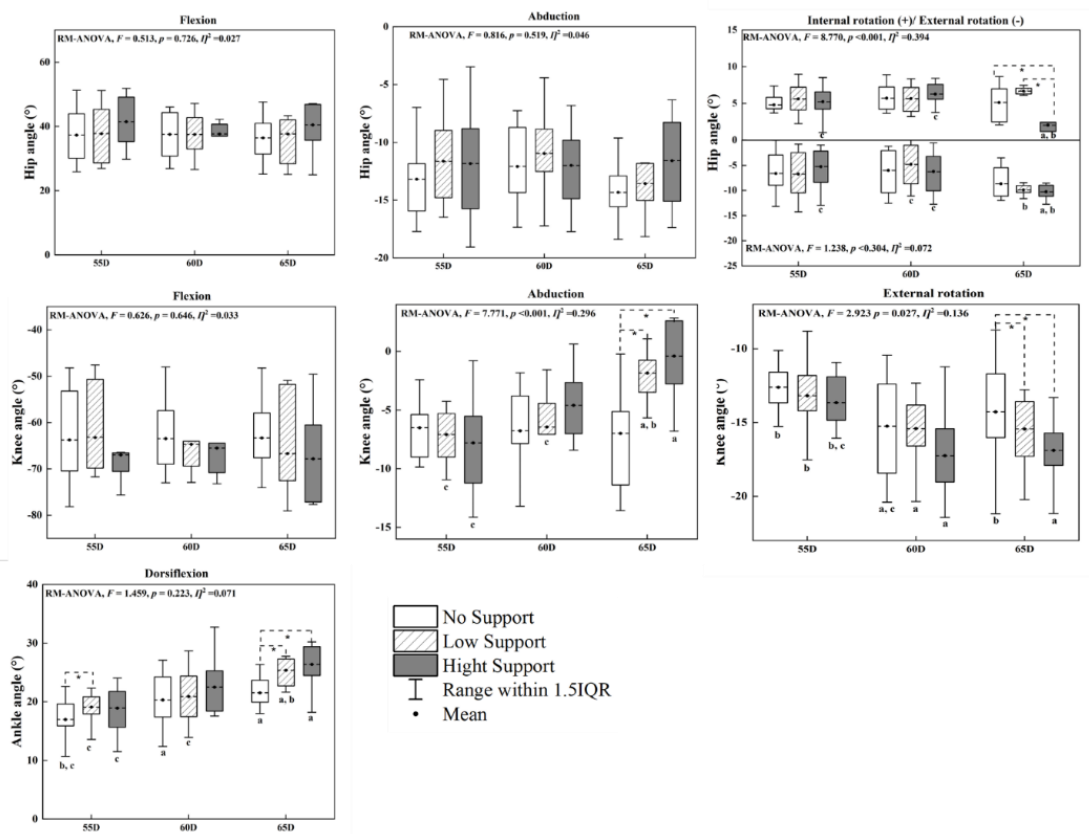 Flexion
RM-ANOVA, F = 0.513, p = 0.726, η² =0.027
Hip angle (°)
60
40
20
0
55D 60D 65D
Abduction
RM-ANOVA, F = 0.816, p = 0.519, η² =0.046
Hip angle (°)
0
-5
-10
-15
-20
55D 60D 65D
Internal rotation (+)/ External rotation (-)
RM-ANOVA, F = 8.770, p <0.001, η² =0.394
Hip angle (°)
10
5
0
-5
-10
-15
-20
-25
* *
c c a, b
c c c b a, b
RM-ANOVA, F = 1.238, p <0.304, η² =0.072
55D 60D 65D
Flexion
RM-ANOVA, F = 0.626, p = 0.646, η² =0.033
Knee angle (°)
-40
-50
-60
-70
-80
55D 60D 65D
Abduction
RM-ANOVA, F = 7.771, p <0.001, η² =0.296
Knee angle (°)
0
-5
-10
-15
* *
c c c a, b a
55D 60D 65D
External rotation
RM-ANOVA, F = 2.923 p = 0.027, η² =0.136
Knee angle (°)
-10
-15
-20
* *
b b b, c a, c a a b a
55D 60D 65D
Dorsiflexion
RM-ANOVA, F = 1.459, p = 0.223, η² =0.071
Ankle angle (°)
40
30
20
10
0
* * *
b, c c c a c a a, b a
55D 60D 65D
No Support
Low Support
Hight Support
Range within 1.5IQR
Mean